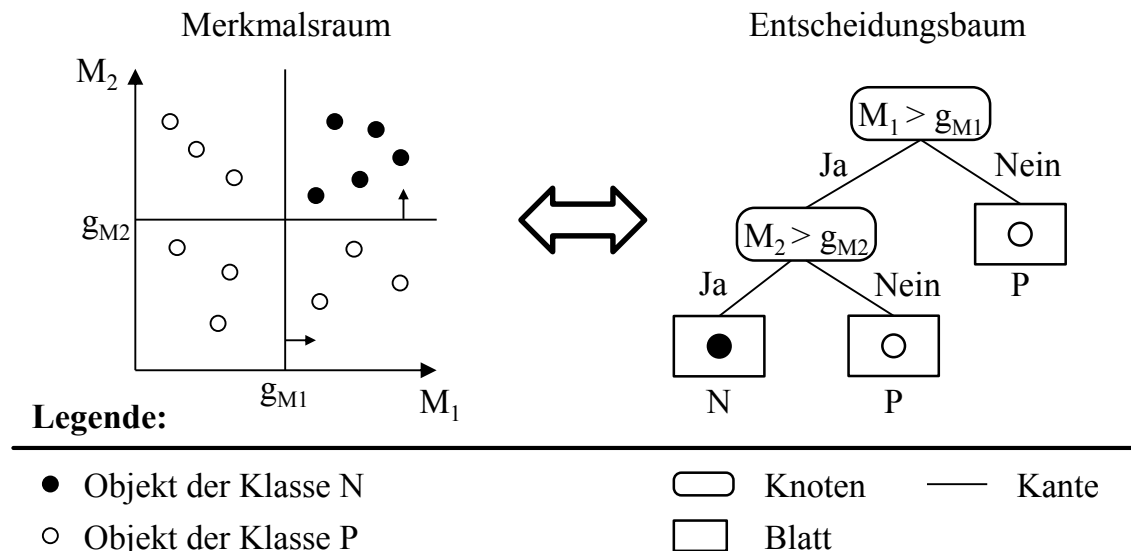 Merkmalsraum
Entscheidungsbaum
M₂
g_M2
g_M1
M₁
M₁ > g_M1
Ja
Nein
M₂ > g_M2
P
Ja
Nein
N
P
Legende:
Objekt der Klasse N
Knoten
Kante
Objekt der Klasse P
Blatt